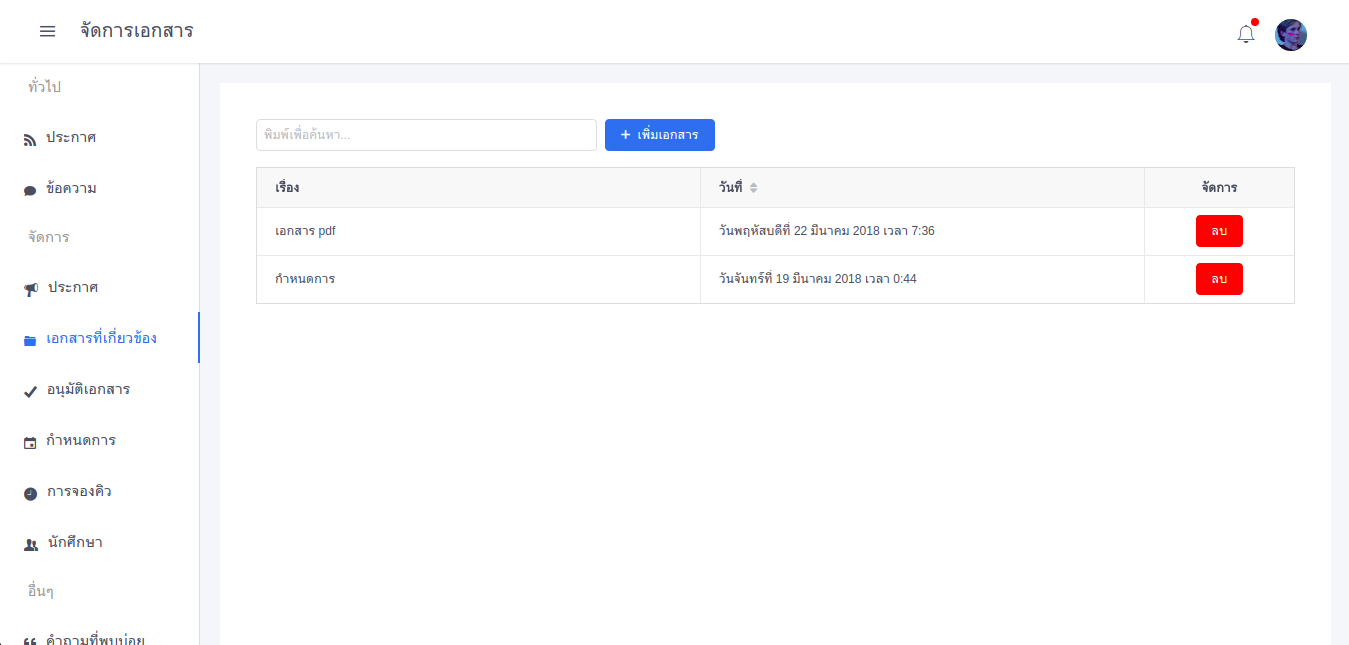 จัดการเอกสาร
ทั่วไป
ประกาศ
ข้อความ
จัดการ
ประกาศ
เอกสารที่เกี่ยวข้อง
อนุมัติเอกสาร
กำหนดการ
การจองคิว
นักศึกษา
อื่นๆ
คำถามที่พบบ่อย
พิมพ์เพื่อค้นหา...
+ เพิ่มเอกสาร
เรื่อง วันที่ จัดการ
เอกสาร pdf วันพฤหัสบดีที่ 22 มีนาคม 2018 เวลา 7:36 ลบ
กำหนดการ วันจันทร์ที่ 19 มีนาคม 2018 เวลา 0:44 ลบ